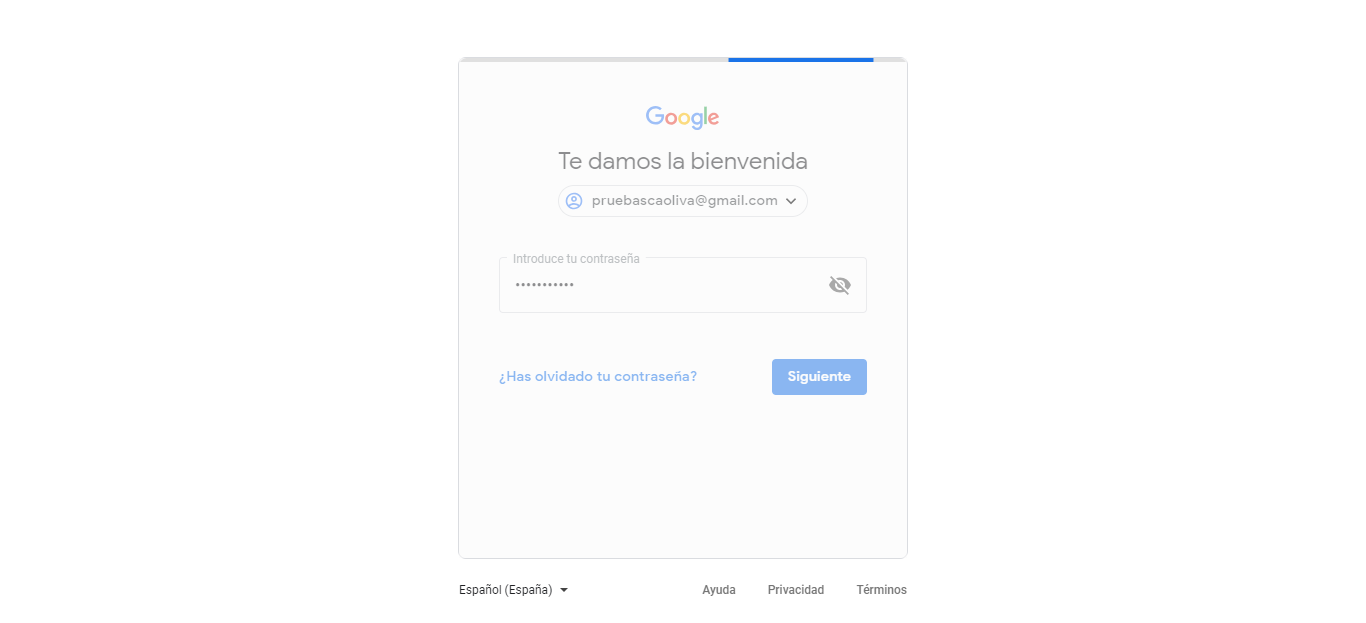 Google
Te damos la bienvenida
pruebascaoliva@gmail.com
Introduce tu contraseña
•••••••••••
¿Has olvidado tu contraseña? Siguiente
Español (España) Ayuda Privacidad Términos